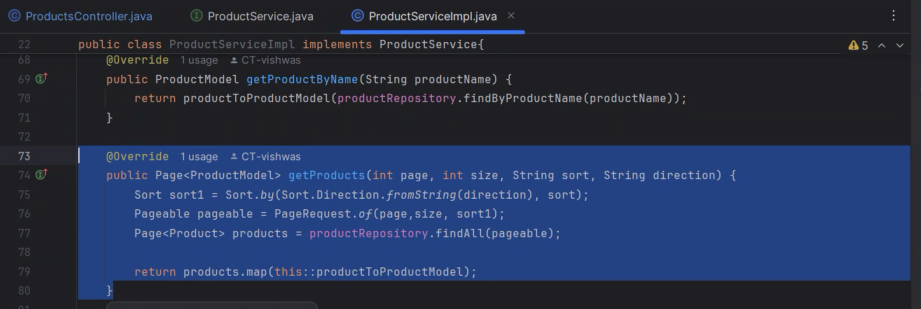 ProductsController.java ProductService.java ProductServiceImpl.java
22 public class ProductServiceImpl implements ProductService{ 5
68 @Override 1 usage CT-vishwas
69 public ProductModel getProductByName(String productName) {
70 return productToProductModel(productRepository.findByProductName(productName));
71 }
72
73 @Override 1 usage CT-vishwas
74 public Page<ProductModel> getProducts(int page, int size, String sort, String direction) {
75 Sort sort1 = Sort.by(Sort.Direction.fromString(direction), sort);
76 Pageable pageable = PageRequest.of(page,size, sort1);
77 Page<Product> products = productRepository.findAll(pageable);
78
79 return products.map(this::productToProductModel);
80 }